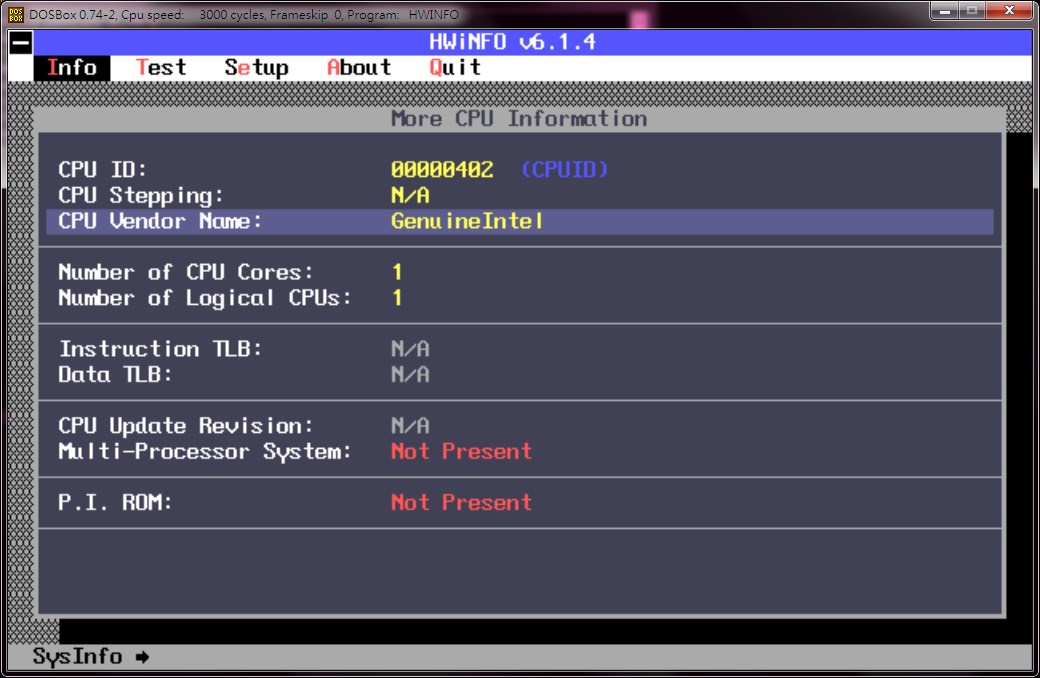 DOSBox 0.74-2, Cpu speed: 3000 cycles, Frameskip 0, Program: HWINFO
HWiNFO v6.1.4
Info Test Setup About Quit
More CPU Information
CPU ID: 00000402 (CPUID)
CPU Stepping: N/A
CPU Vendor Name: GenuineIntel
Number of CPU Cores: 1
Number of Logical CPUs: 1
Instruction TLB: N/A
Data TLB: N/A
CPU Update Revision: N/A
Multi-Processor System: Not Present
P.I. ROM: Not Present
SysInfo